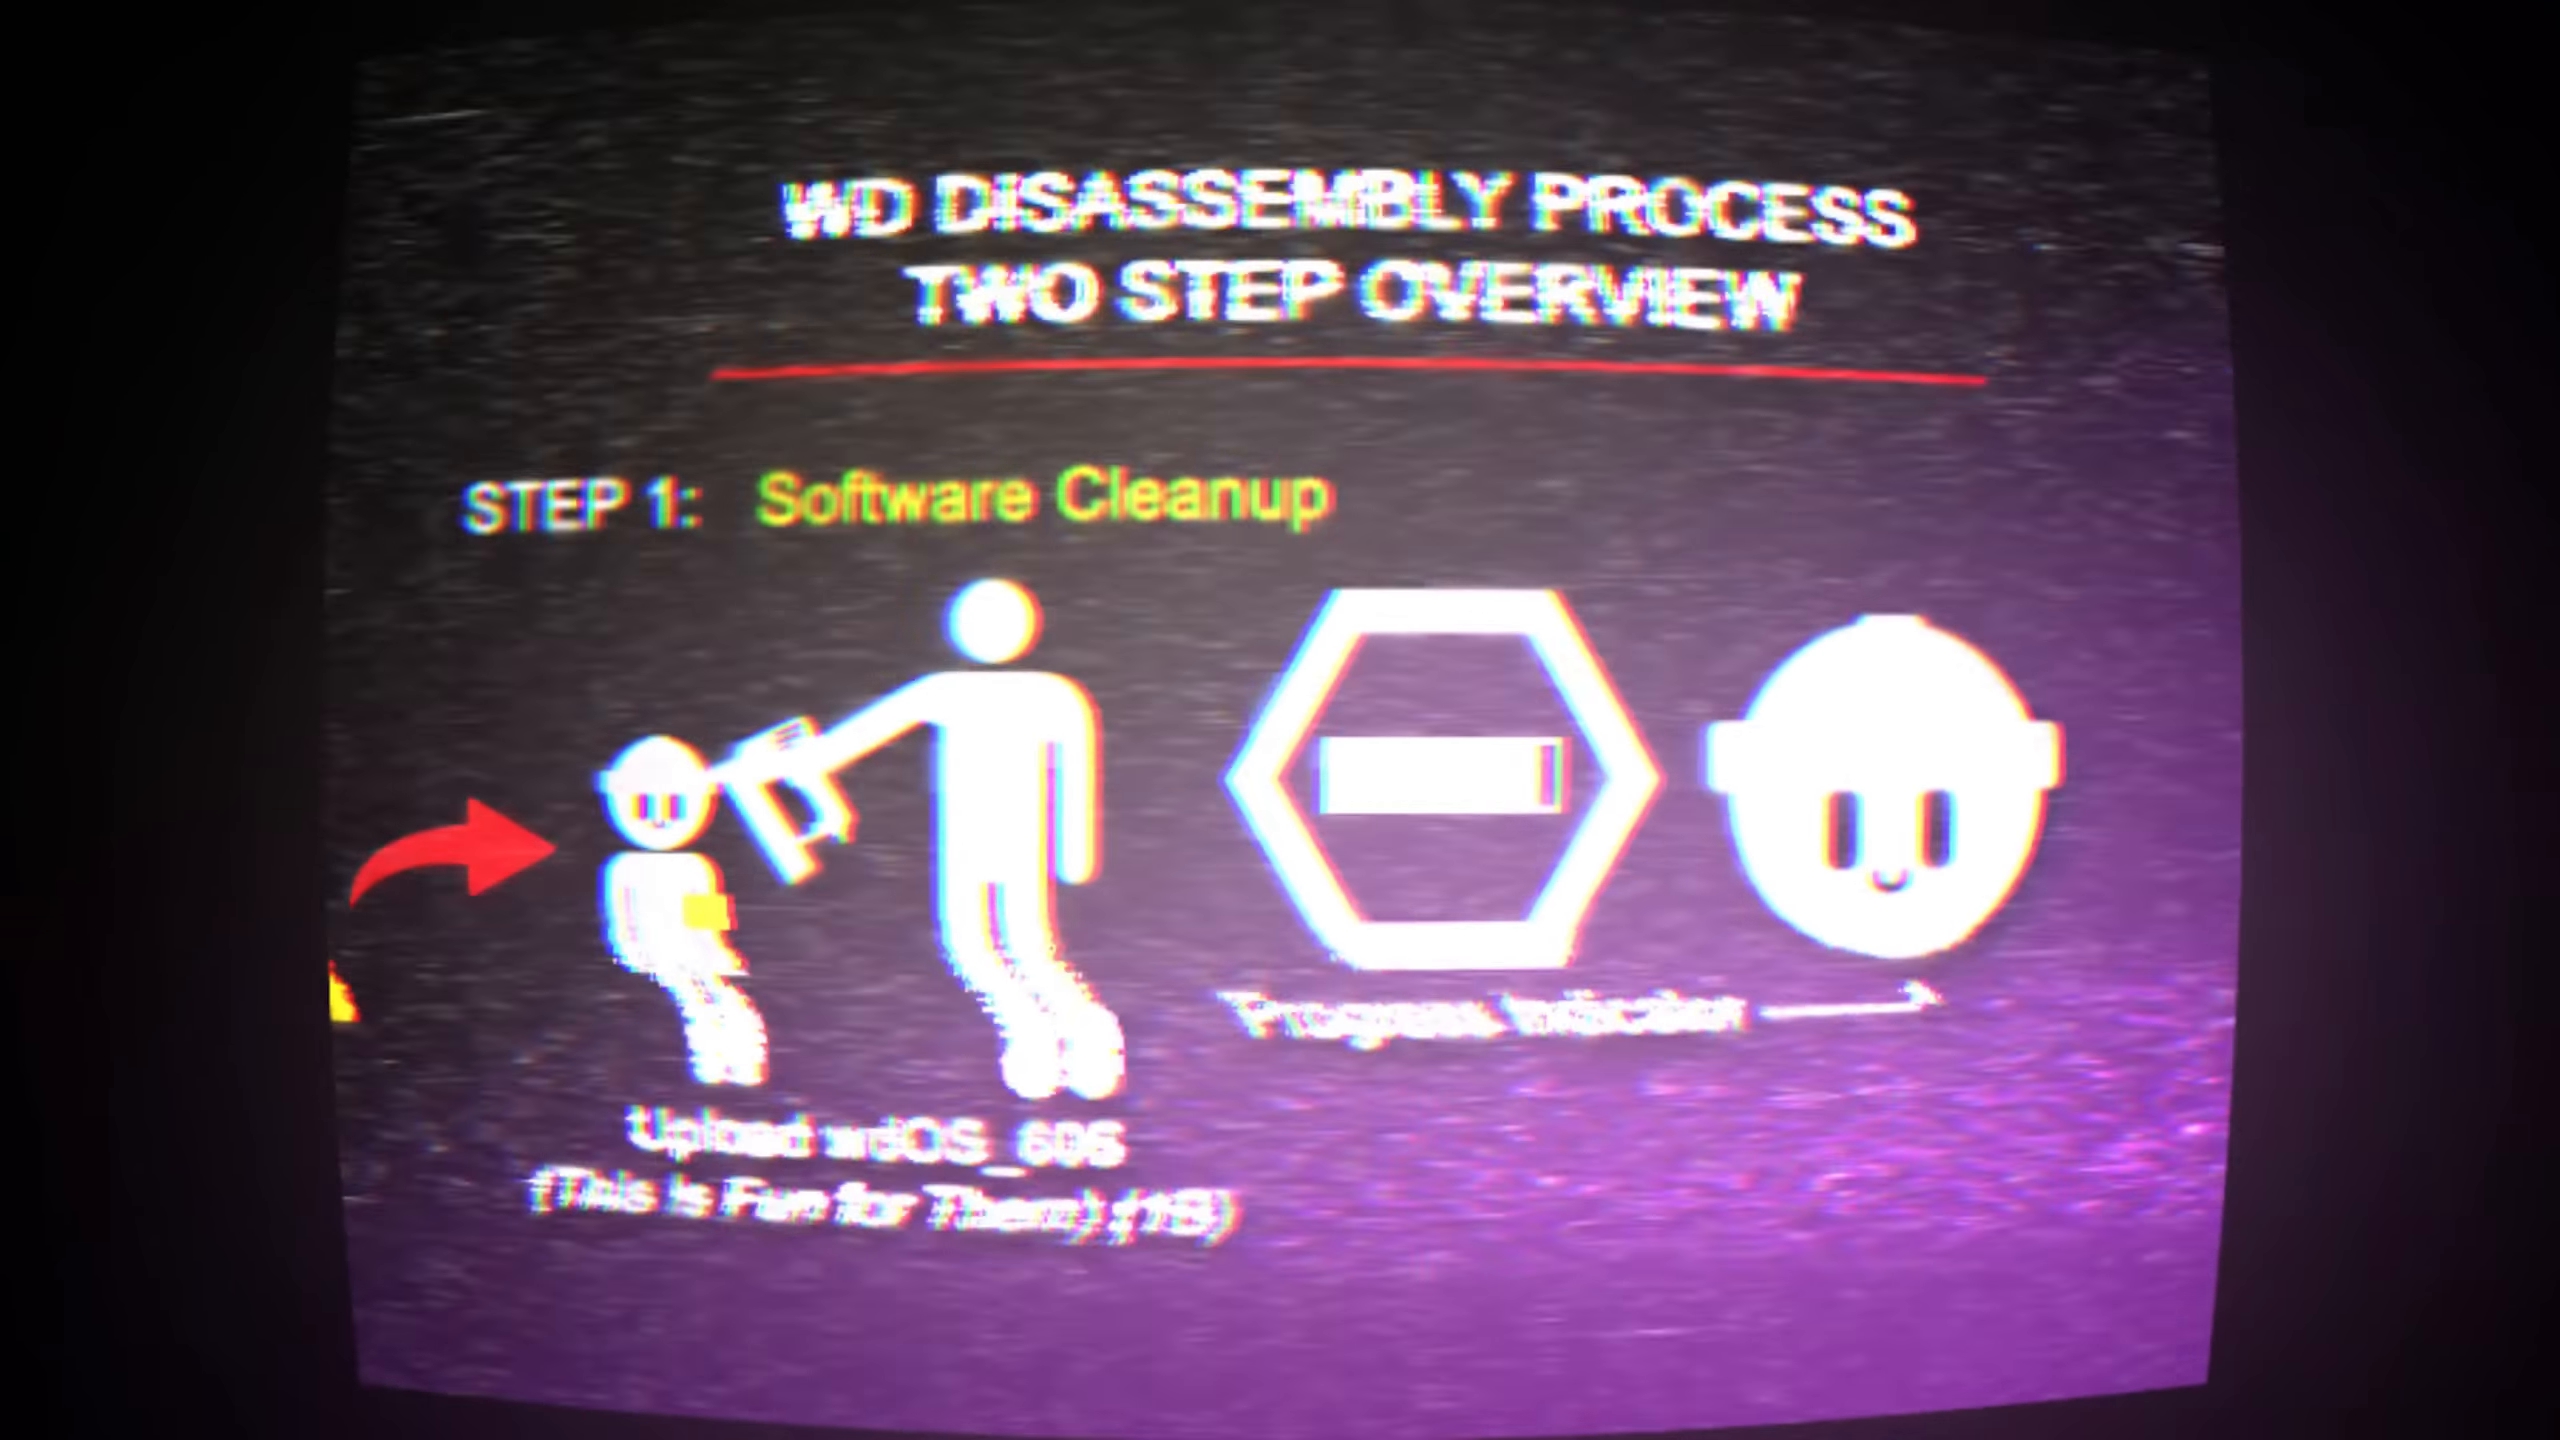 WD DISASSEMBLY PROCESS
TWO STEP OVERVIEW
STEP 1: Software Cleanup
Progress Indicator
Upload wdOS_606
(This is Fun for Them)